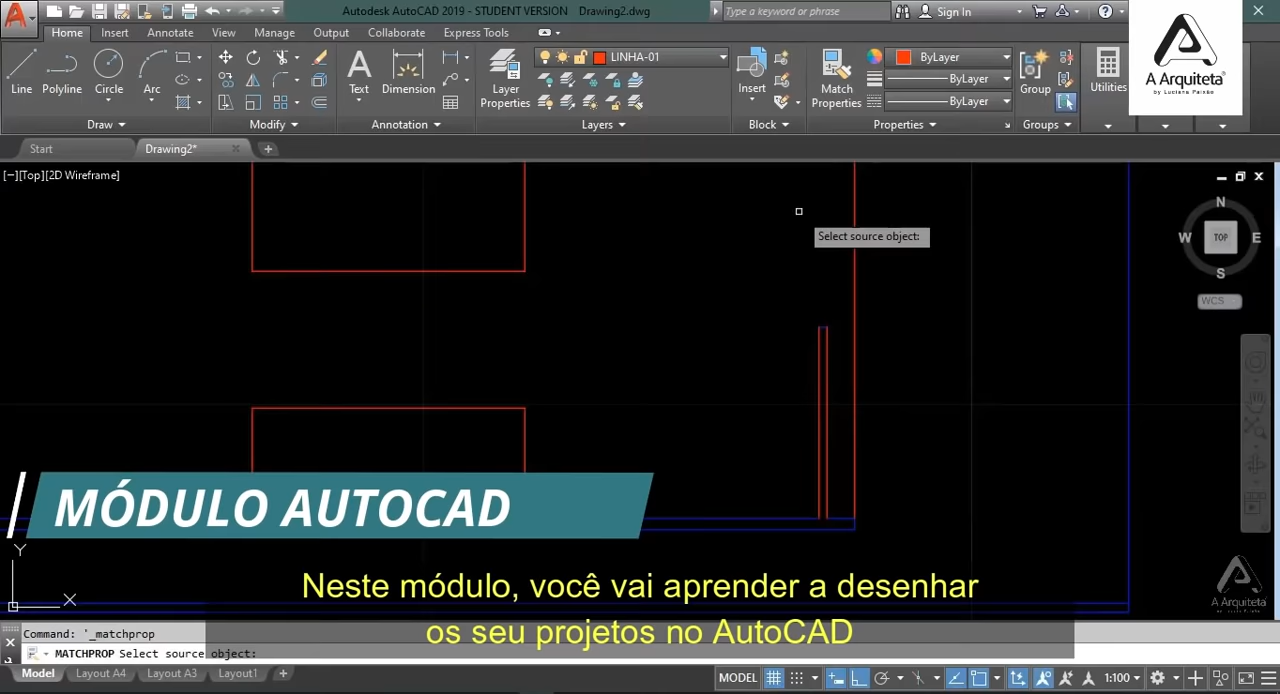 Autodesk AutoCAD 2019 - STUDENT VERSION Drawing2.dwg
Type a keyword or phrase
Sign In
Home Insert Annotate View Manage Output Collaborate Express Tools
LINHA-01
ByLayer
ByLayer
ByLayer
Line Polyline Circle Arc
Text Dimension
Layer Properties
Insert
Match Properties
Group
Utilities
Draw Modify Annotation Layers Block Properties Groups
A Arquiteta®
by Luciana Paixão
Start Drawing2*
[−][Top][2D Wireframe]
N
W TOP E
S
WCS
Select source object:
MÓDULO AUTOCAD
Y
X
Neste módulo, você vai aprender a desenhar
os seu projetos no AutoCAD
A Arquiteta
Command: '_matchprop
MATCHPROP Select source object:
Model Layout A4 Layout A3 Layout1
MODEL 1:100